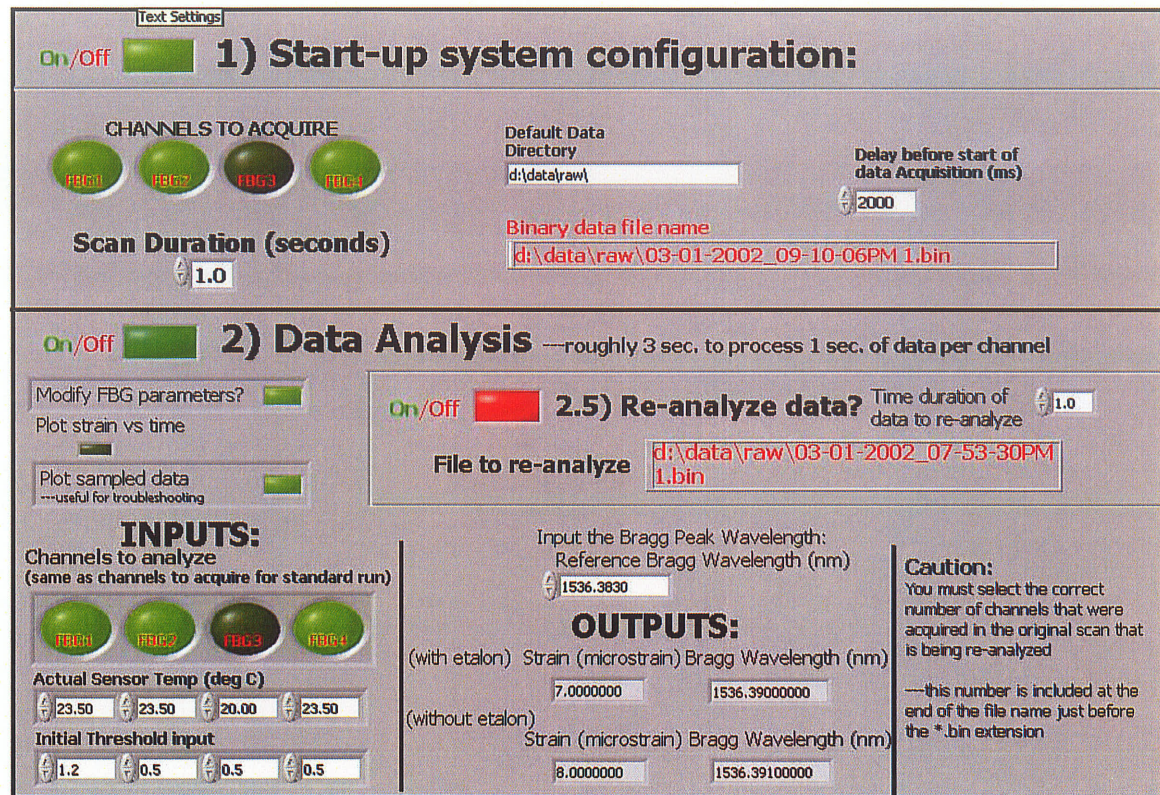 Text Settings
On/Off 1) Start-up system configuration:
CHANNELS TO ACQUIRE
FBG1 FBG2 FBG3 FBG4
Scan Duration (seconds)
1.0
Default Data
Directory
d:\data\raw\
Delay before start of
data Acquisition (ms)
2000
Binary data file name
d:\data\raw\03-01-2002_09-10-06PM 1.bin
On/Off 2) Data Analysis ---roughly 3 sec. to process 1 sec. of data per channel
Modify FBG parameters?
Plot strain vs time
Plot sampled data
---useful for troubleshooting
On/Off 2.5) Re-analyze data?
Time duration of
data to re-analyze
1.0
File to re-analyze
d:\data\raw\03-01-2002_07-53-30PM
1.bin
INPUTS:
Channels to analyze
(same as channels to acquire for standard run)
FBG1 FBG2 FBG3 FBG4
Actual Sensor Temp (deg C)
23.50 23.50 20.00 23.50
Initial Threshold input
1.2 0.5 0.5 0.5
Input the Bragg Peak Wavelength:
Reference Bragg Wavelength (nm)
1536.3830
OUTPUTS:
(with etalon) Strain (microstrain) Bragg Wavelength (nm)
7.0000000 1536.39000000
(without etalon)
Strain (microstrain) Bragg Wavelength (nm)
8.0000000 1536.39100000
Caution:
You must select the correct
number of channels that were
acquired in the original scan that
is being re-analyzed
---this number is included at the
end of the file name just before
the *.bin extension